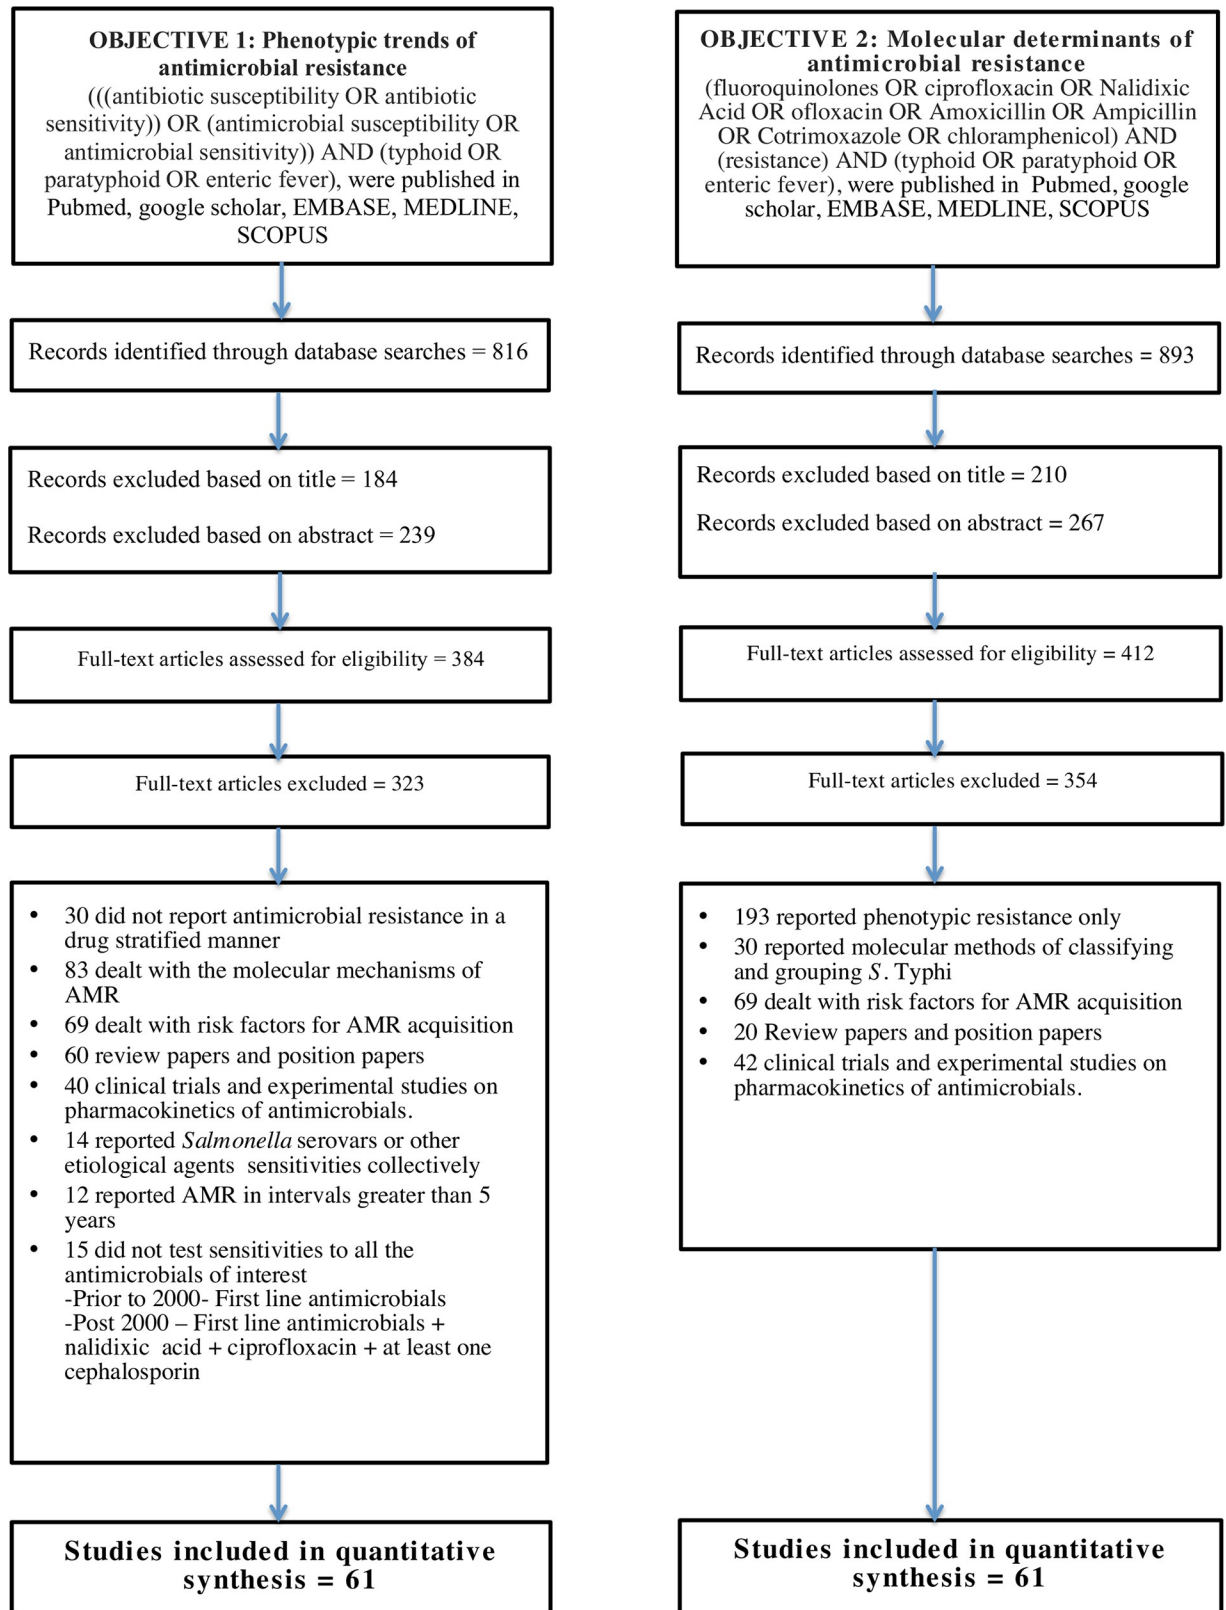 OBJECTIVE 1: Phenotypic trends of
antimicrobial resistance
(((antibiotic susceptibility OR antibiotic
sensitivity)) OR (antimicrobial susceptibility OR
antimicrobial sensitivity)) AND (typhoid OR
paratyphoid OR enteric fever), were published in
Pubmed, google scholar, EMBASE, MEDLINE,
SCOPUS
Records identified through database searches = 816
Records excluded based on title = 184
Records excluded based on abstract = 239
Full-text articles assessed for eligibility = 384
Full-text articles excluded = 323
• 30 did not report antimicrobial resistance in a
drug stratified manner
• 83 dealt with the molecular mechanisms of
AMR
• 69 dealt with risk factors for AMR acquisition
• 60 review papers and position papers
• 40 clinical trials and experimental studies on
pharmacokinetics of antimicrobials.
• 14 reported Salmonella serovars or other
etiological agents sensitivities collectively
• 12 reported AMR in intervals greater than 5
years
• 15 did not test sensitivities to all the
antimicrobials of interest
-Prior to 2000- First line antimicrobials
-Post 2000 – First line antimicrobials +
nalidixic acid + ciprofloxacin + at least one
cephalosporin
Studies included in quantitative
synthesis = 61
OBJECTIVE 2: Molecular determinants of
antimicrobial resistance
(fluoroquinolones OR ciprofloxacin OR Nalidixic
Acid OR ofloxacin OR Amoxicillin OR Ampicillin
OR Cotrimoxazole OR chloramphenicol) AND
(resistance) AND (typhoid OR paratyphoid OR
enteric fever), were published in Pubmed, google
scholar, EMBASE, MEDLINE, SCOPUS
Records identified through database searches = 893
Records excluded based on title = 210
Records excluded based on abstract = 267
Full-text articles assessed for eligibility = 412
Full-text articles excluded = 354
• 193 reported phenotypic resistance only
• 30 reported molecular methods of classifying
and grouping S. Typhi
• 69 dealt with risk factors for AMR acquisition
• 20 Review papers and position papers
• 42 clinical trials and experimental studies on
pharmacokinetics of antimicrobials.
Studies included in quantitative
synthesis = 61